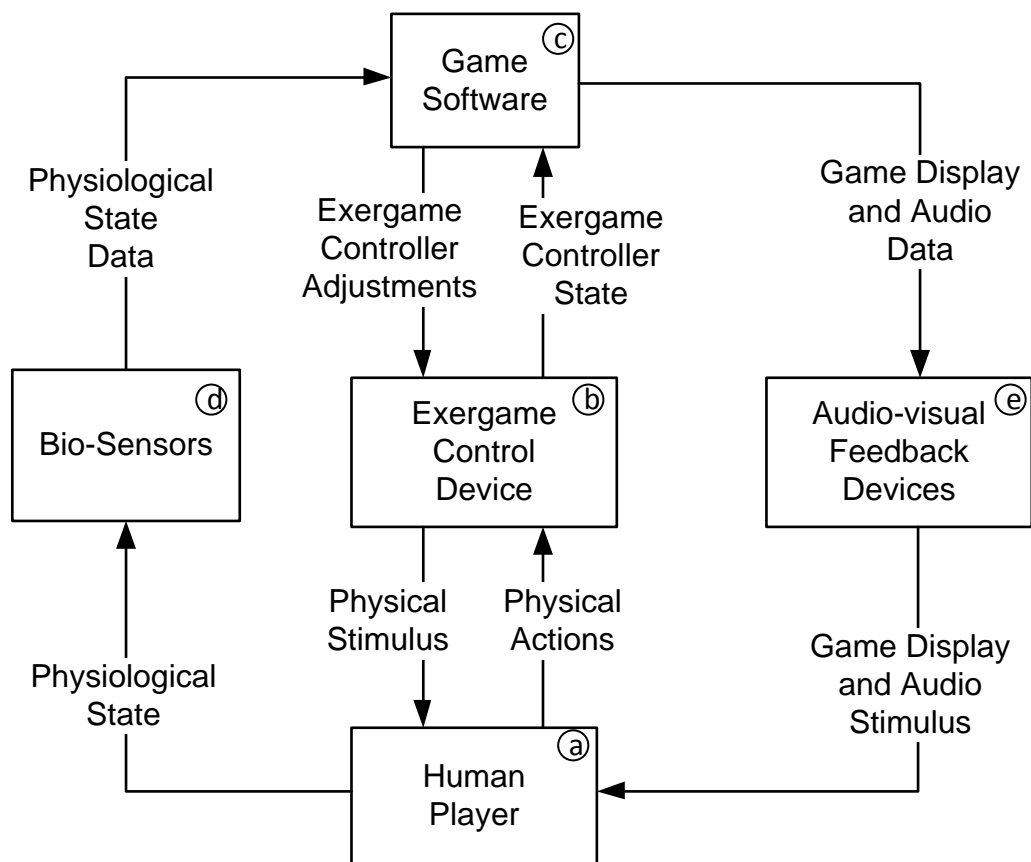 c
Game
Software
Physiological
State
Data
Exergame
Controller
Adjustments
Exergame
Controller
State
Game Display
and Audio
Data
d
Bio-Sensors
b
Exergame
Control
Device
e
Audio-visual
Feedback
Devices
Physiological
State
Physical
Stimulus
Physical
Actions
Game Display
and Audio
Stimulus
a
Human
Player